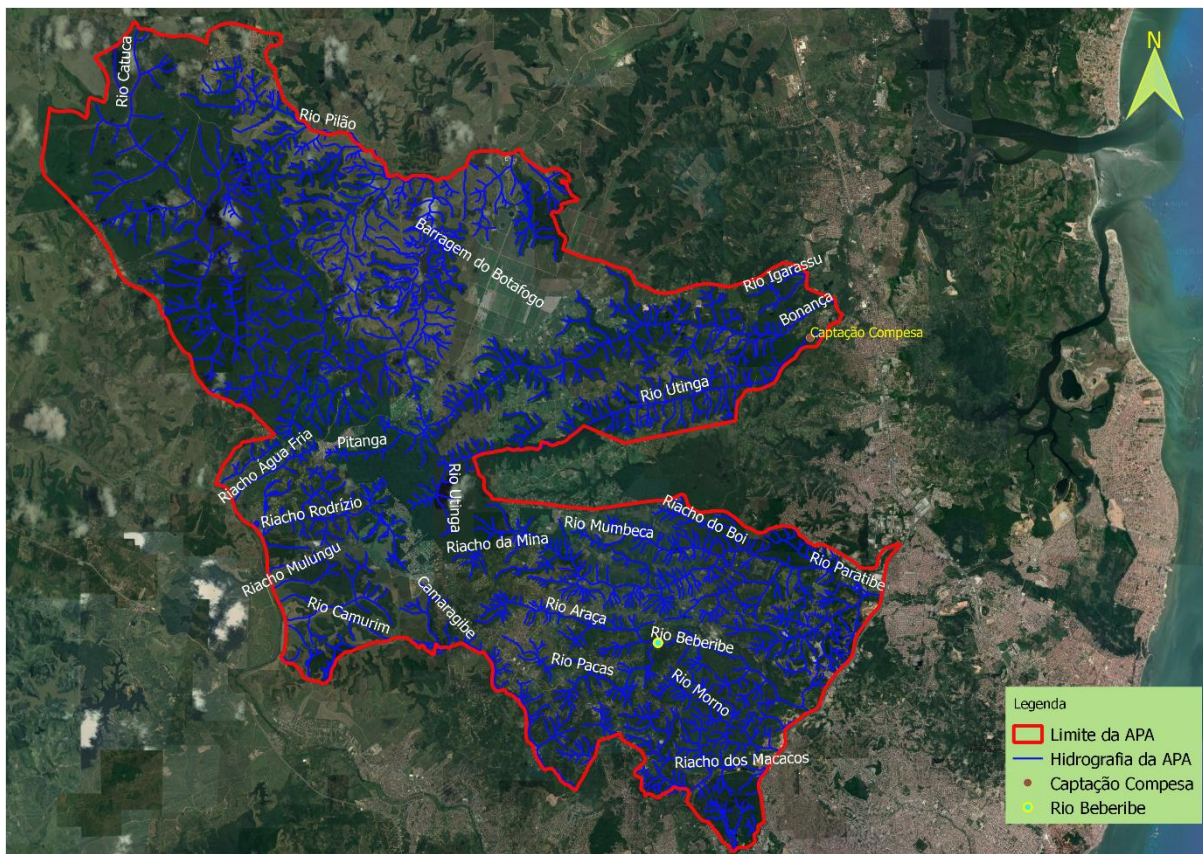 N
Rio Catuca
Rio Pilão
Barragem do Botafogo
Rio Igarassu
Bonança
Captação Compesa
Rio Utinga
Riacho Água Fria
Pitanga
Rio Utinga
Riacho Rodrízio
Riacho da Mina
Rio Mumbeca
Riacho do Boi
Rio Paratibe
Riacho Mulungu
Rio Camurim
Camaragibe
Rio Araça
Rio Beberibe
Rio Pacas
Rio Morno
Riacho dos Macacos
Legenda
Limite da APA
Hidrografia da APA
Captação Compesa
Rio Beberibe